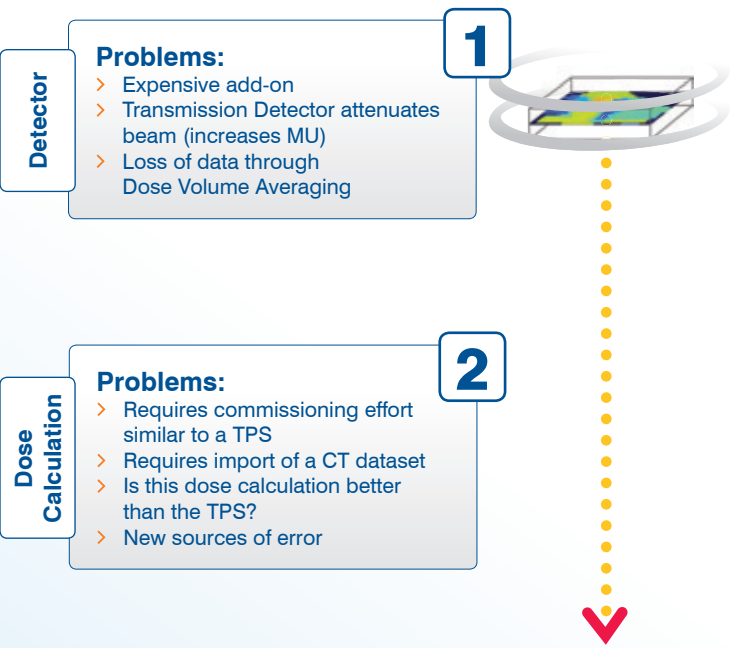 Detector
1
Problems:
> Expensive add-on
> Transmission Detector attenuates
beam (increases MU)
> Loss of data through
Dose Volume Averaging
Dose
Calculation
2
Problems:
> Requires commissioning effort
similar to a TPS
> Requires import of a CT dataset
> Is this dose calculation better
than the TPS?
> New sources of error